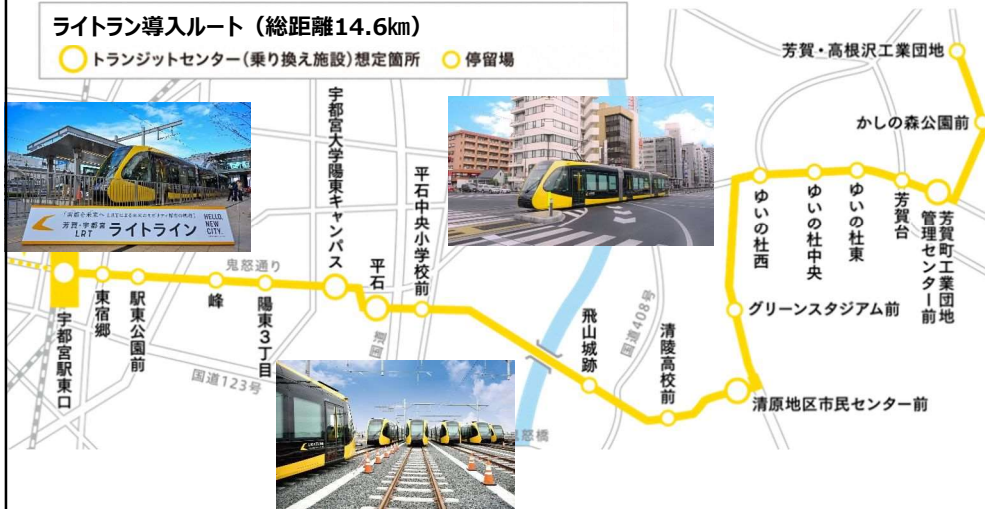 ライトラン導入ルート（総距離14.6㎞）
トランジットセンター（乗り換え施設）想定箇所
停留場
芳賀・高根沢工業団地
かしの森公園前
芳賀町工業団地
管理センター前
芳賀台
ゆいの杜東
ゆいの杜中央
ゆいの杜西
グリーンスタジアム前
清原地区市民センター前
清陵高校前
国道408号
飛山城跡
平石中央小学校前
平石
国道
宇都宮大学陽東キャンパス
陽東3丁目
峰
鬼怒通り
駅東公園前
東宿郷
宇都宮駅東口
国道123号
怒橋
芳賀・宇都宮
LRT
ライトライン
HELLO,
NEW
CITY.